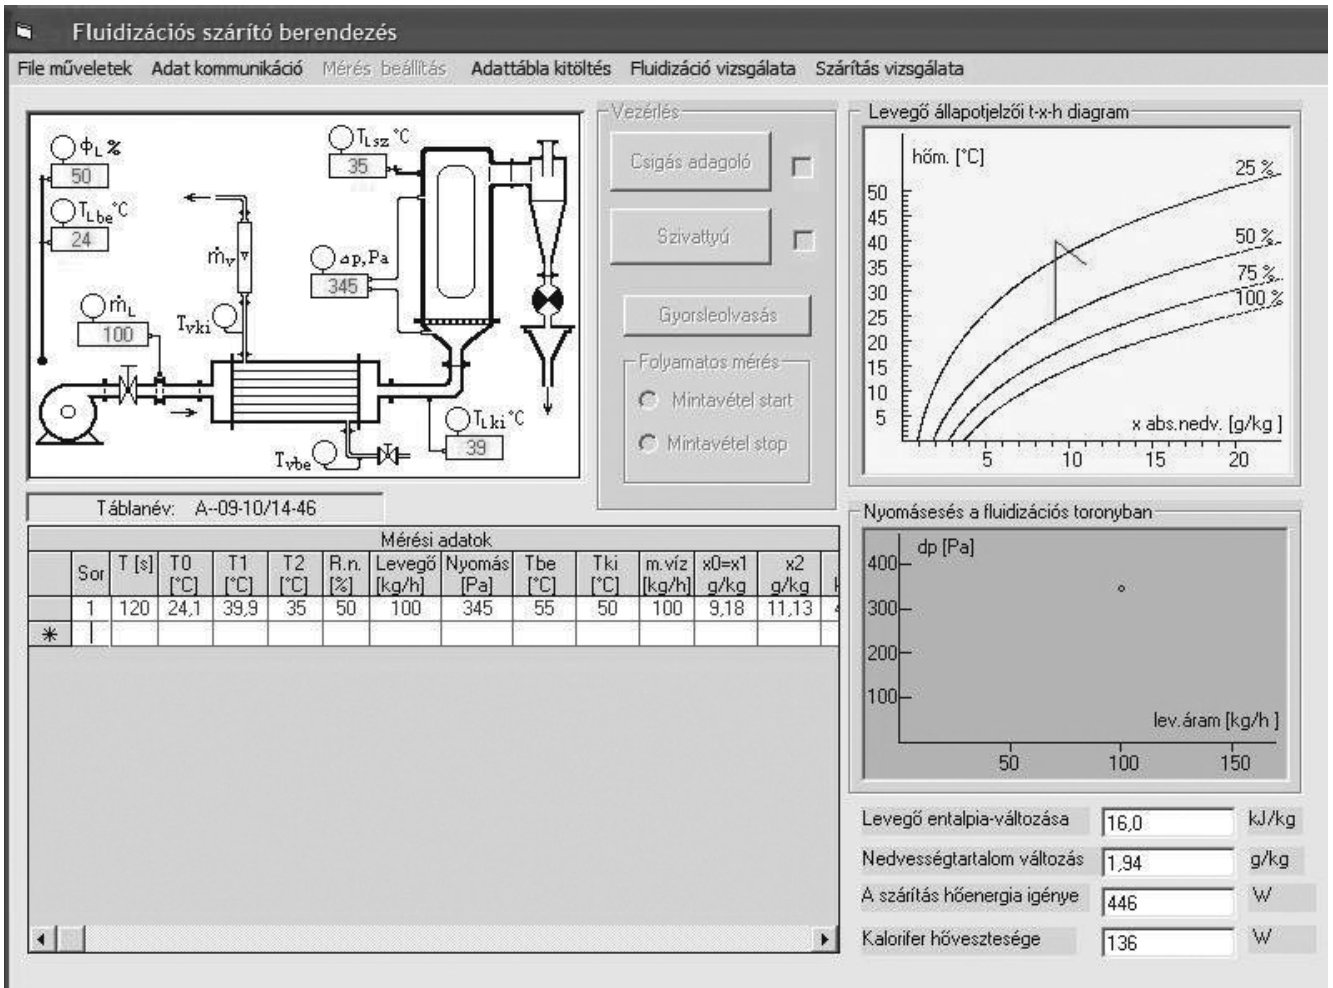 Fluidizációs szárító berendezés
File műveletek Adat kommunikáció Mérés beállítás Adattábla kitöltés Fluidizáció vizsgálata Szárítás vizsgálata
ϕL %
50
TLbe °C
24
ṁL
100
ṁv
Tvki
TLsz °C
35
Δp, Pa
345
TLki °C
39
Tvbe
Vezérlés
Csigás adagoló
Szivattyú
Gyorsleolvasás
Folyamatos mérés
Mintavétel start
Mintavétel stop
Levegő állapotjelzői t-x-h diagram
hőm. [°C]
25 %
50 %
75 %
100 %
50
45
40
35
30
25
20
15
10
5
x abs.nedv. [g/kg ]
5 10 15 20
Táblanév: A--09-10/14-46
Mérési adatok
Sor T [s] T0 [°C] T1 [°C] T2 [°C] R.n. [%] Levegő [kg/h] Nyomás [Pa] Tbe [°C] Tki [°C] m.víz [kg/h] x0=x1 g/kg x2 g/kg
1 120 24,1 39,9 35 50 100 345 55 50 100 9,18 11,13 4
Nyomásesés a fluidizációs toronyban
dp [Pa]
400
300
200
100
lev.áram [kg/h ]
50 100 150
Levegő entalpia-változása 16,0 kJ/kg
Nedvességtartalom változás 1,94 g/kg
A szárítás hőenergia igénye 446 W
Kalorifer hővesztesége 136 W